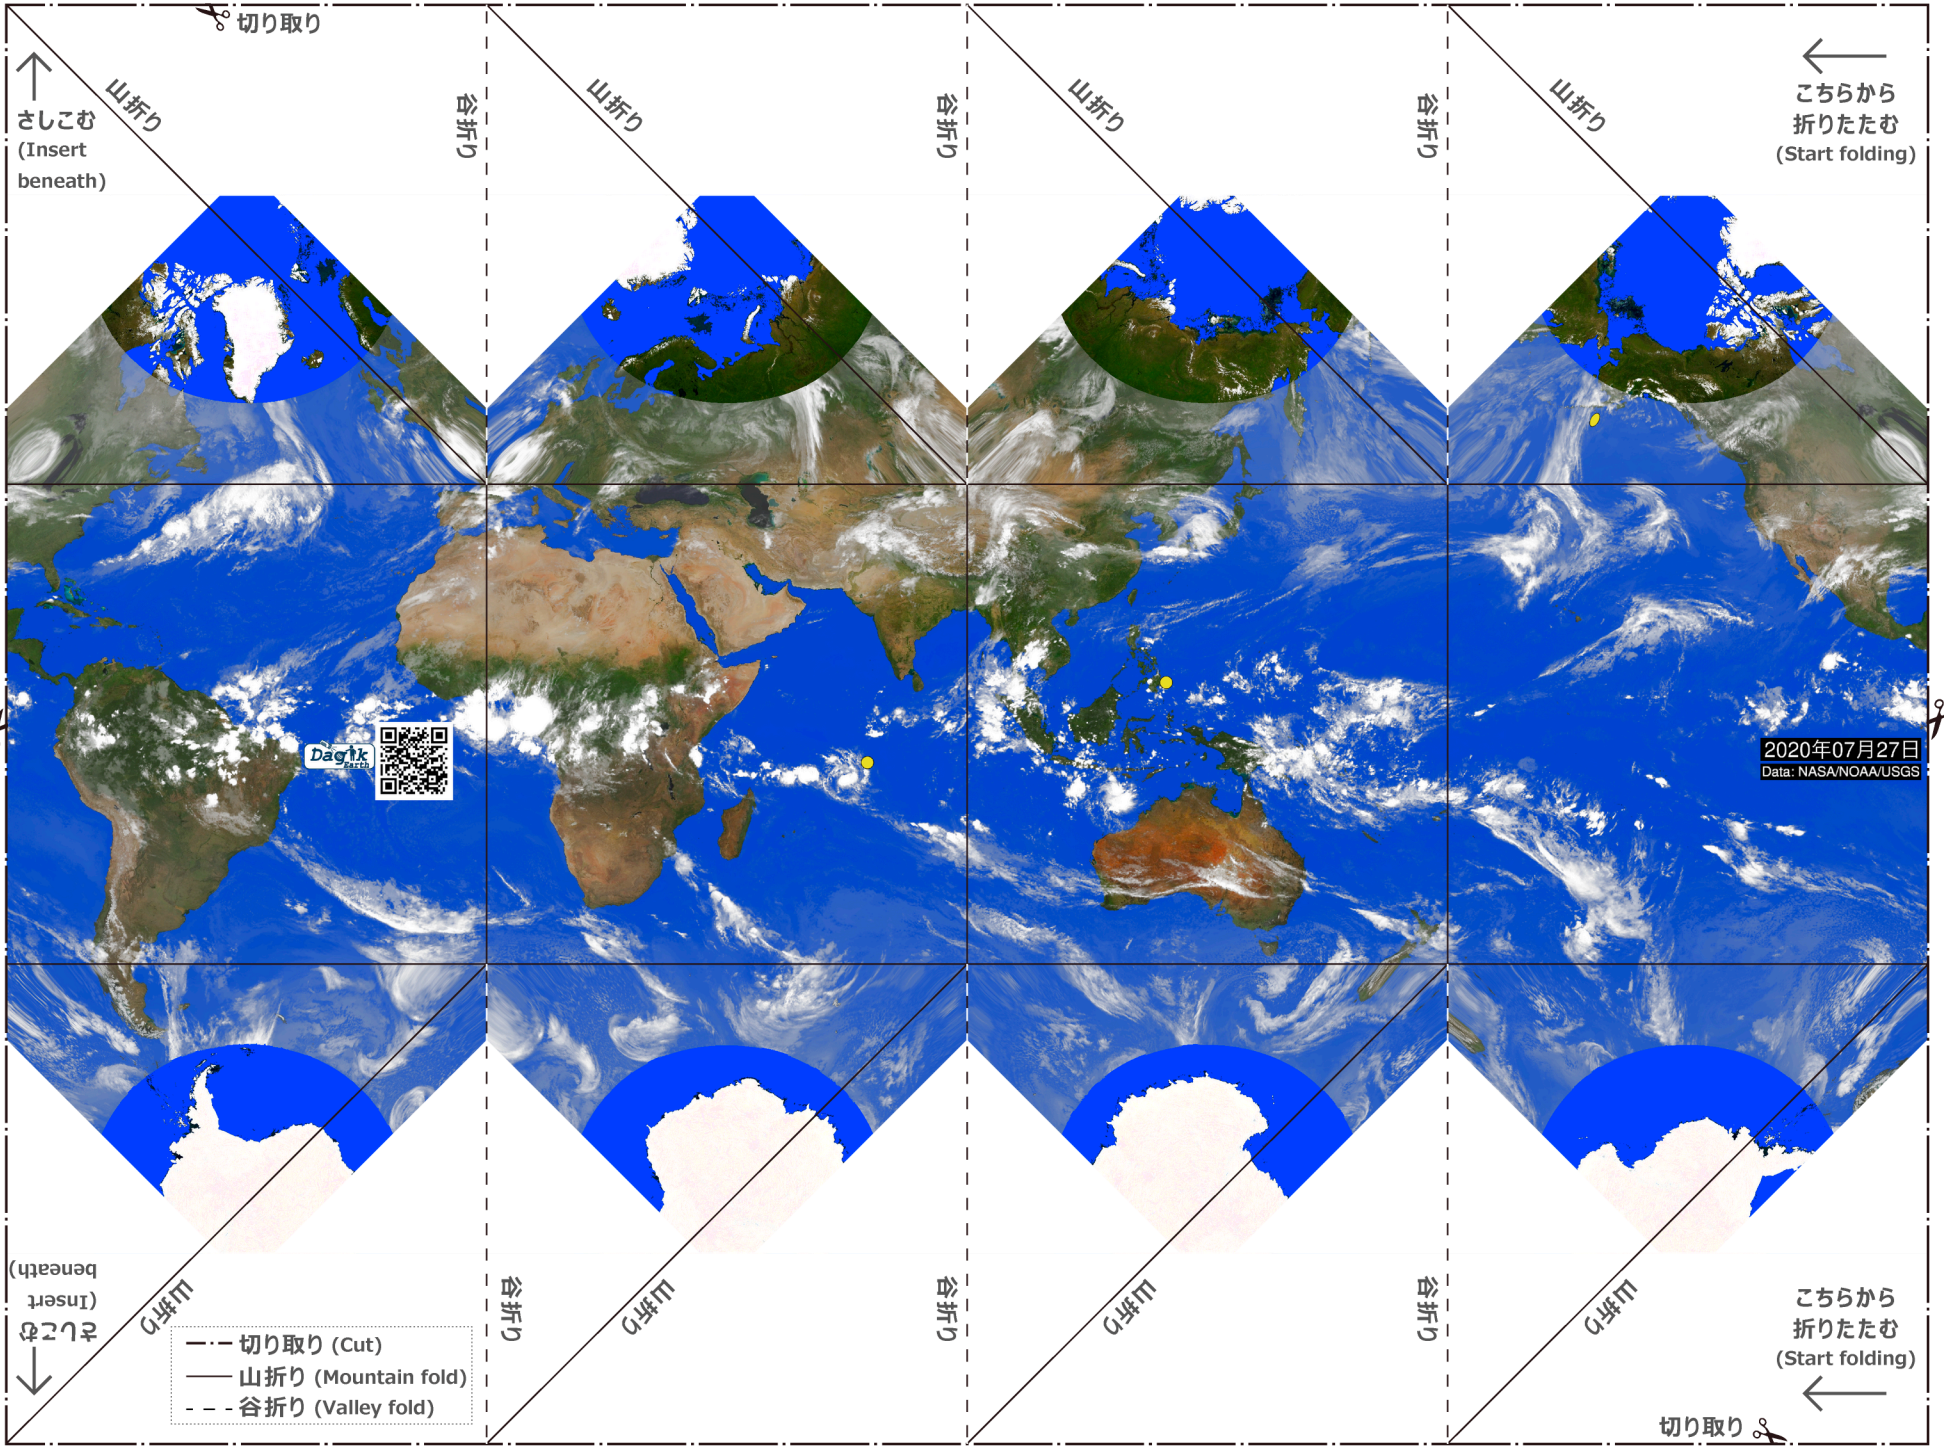 切り取り
山折り
山折り
山折り
山折り
谷折り
谷折り
谷折り
さしこむ
(Insert
beneath)
こちらから
折りたたむ
(Start folding)
Dagik
Earth
2020年07月27日
Data: NASA/NOAA/USGS
さしこむ
(Insert
beneath)
山折り
山折り
山折り
山折り
谷折り
谷折り
谷折り
切り取り (Cut)
山折り (Mountain fold)
谷折り (Valley fold)
こちらから
折りたたむ
(Start folding)
切り取り